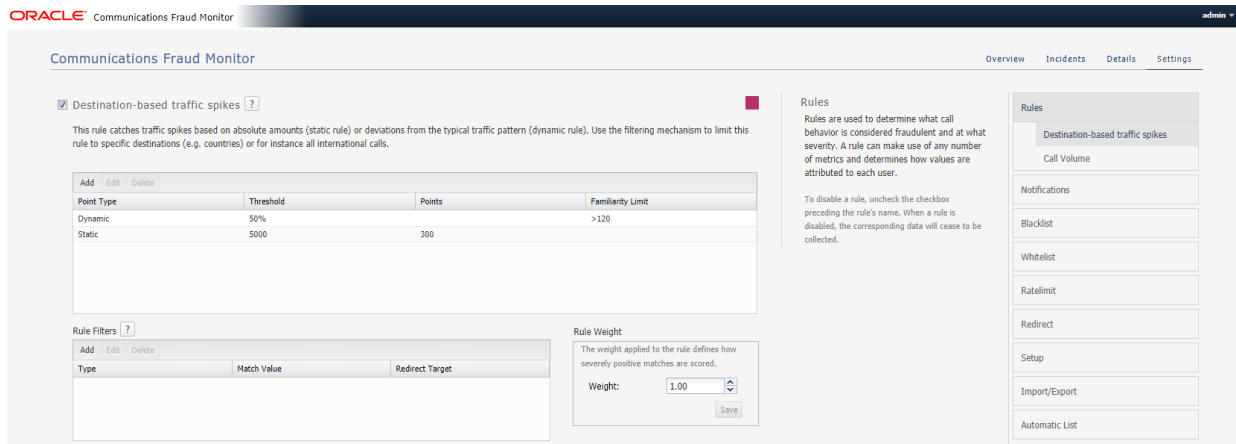 ORACLE® Communications Fraud Monitor
admin
Communications Fraud Monitor
Overview Incidents Details Settings
Destination-based traffic spikes ?
This rule catches traffic spikes based on absolute amounts (static rule) or deviations from the typical traffic pattern (dynamic rule). Use the filtering mechanism to limit this
rule to specific destinations (e.g. countries) or for instance all international calls.
Add Edit Delete
Point Type Threshold Points Familiarity Limit
Dynamic 50% >120
Static 5000 300
Rule Filters ?
Add Edit Delete
Type Match Value Redirect Target
Rule Weight
The weight applied to the rule defines how
severely positive matches are scored.
Weight: 1.00
Save
Rules
Rules are used to determine what call
behavior is considered fraudulent and at what
severity. A rule can make use of any number
of metrics and determines how values are
attributed to each user.
To disable a rule, uncheck the checkbox
preceding the rule's name. When a rule is
disabled, the corresponding data will cease to be
collected.
Rules
Destination-based traffic spikes
Call Volume
Notifications
Blacklist
Whitelist
Ratelimit
Redirect
Setup
Import/Export
Automatic List